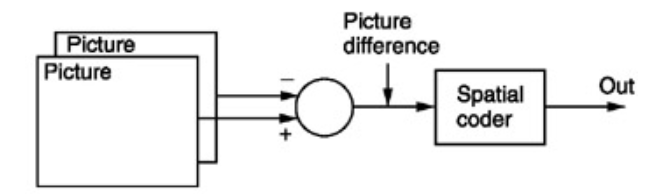 Picture
Picture
−
+
Picture
difference
Spatial
coder
Out